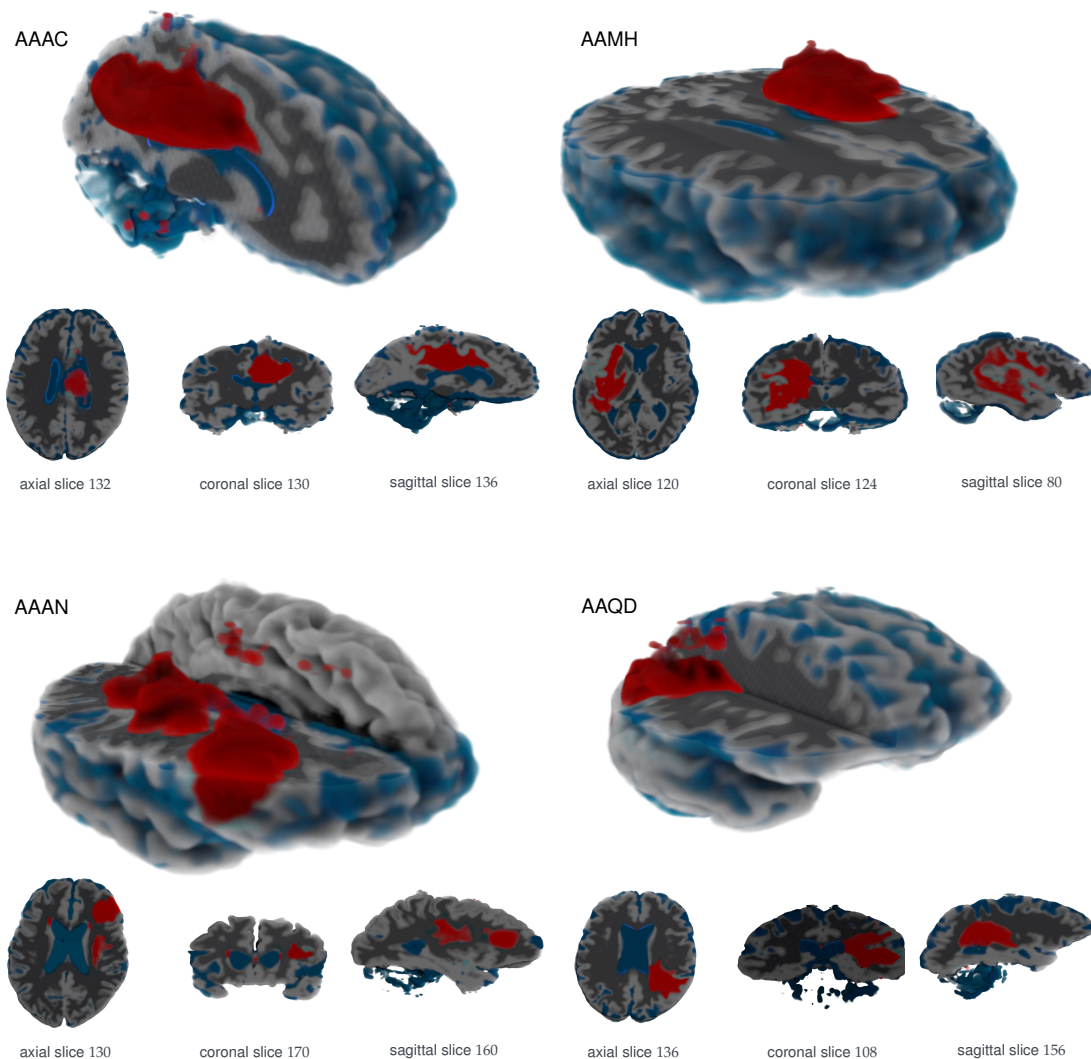 AAAC
AAMH
axial slice 132
coronal slice 130
sagittal slice 136
axial slice 120
coronal slice 124
sagittal slice 80
AAAN
AAQD
axial slice 130
coronal slice 170
sagittal slice 160
axial slice 136
coronal slice 108
sagittal slice 156